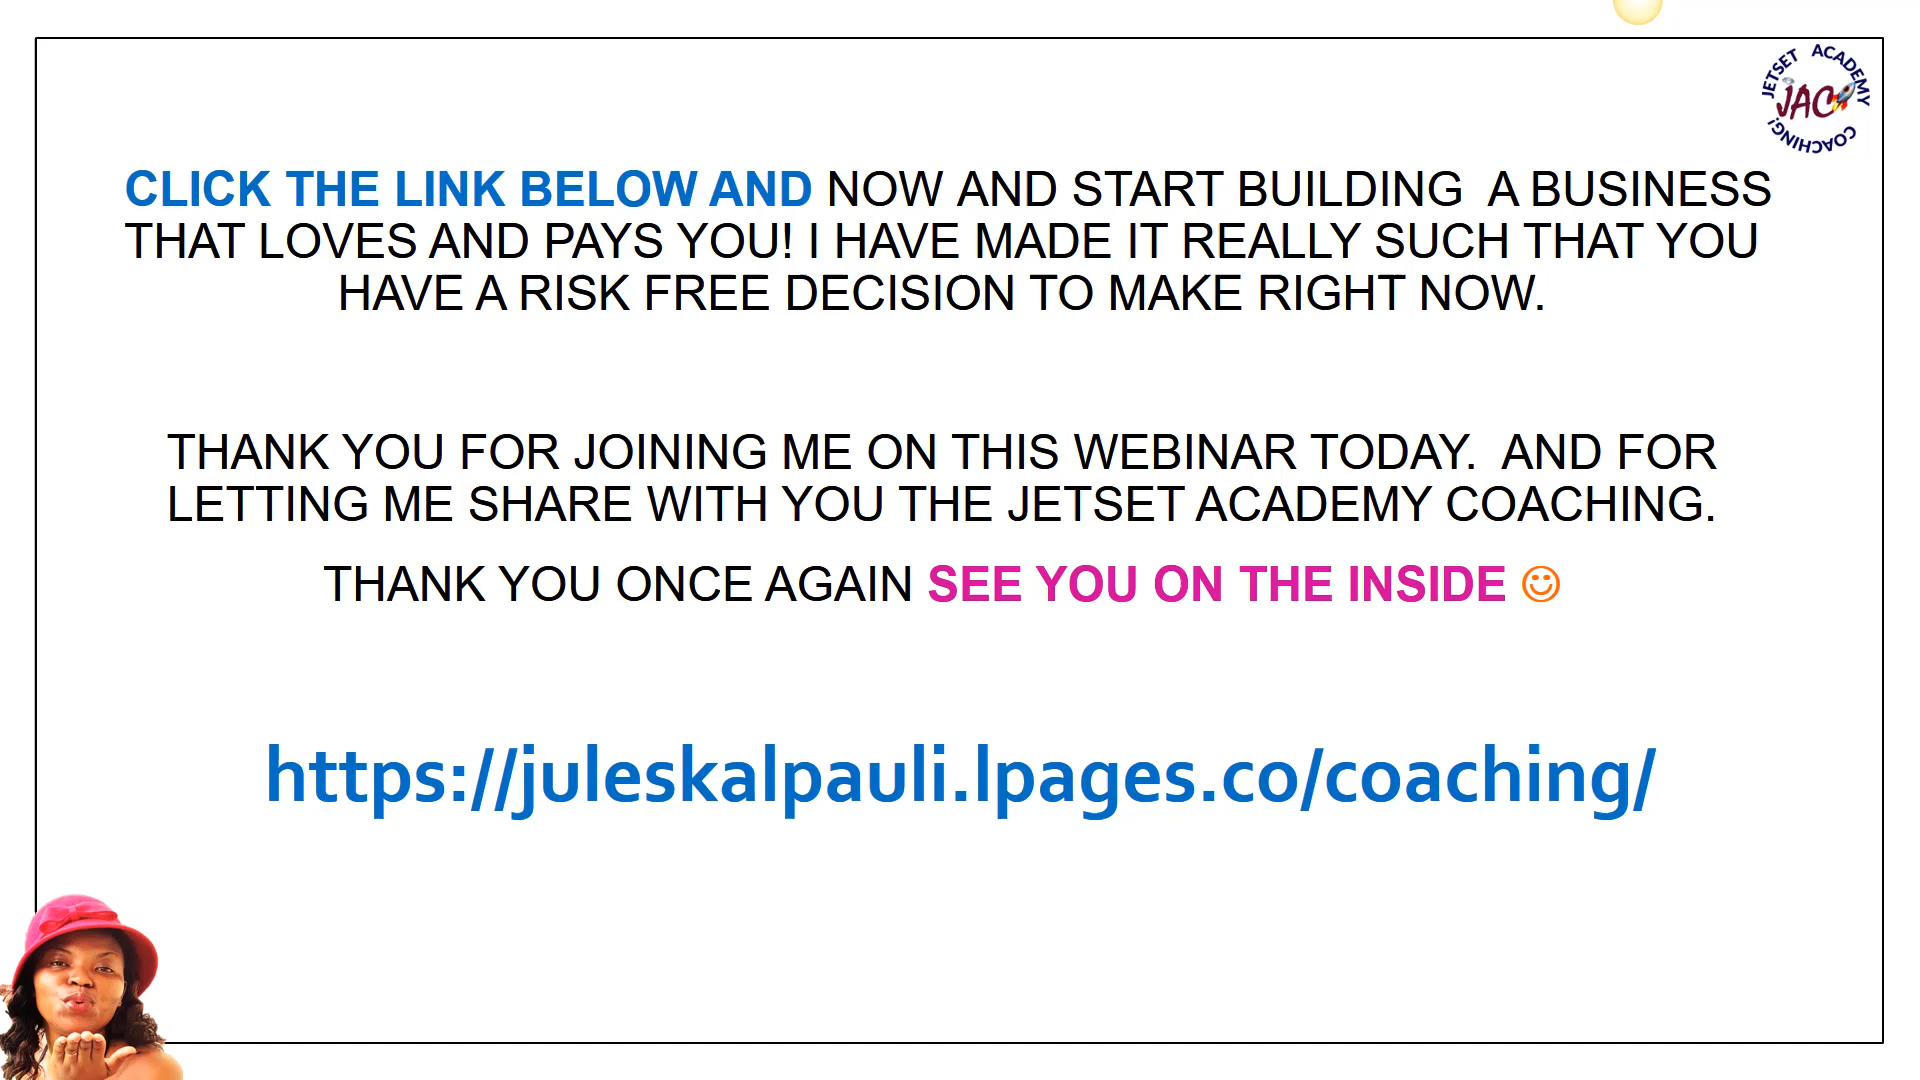 JETSET ACADEMY COACHING!
JAC
CLICK THE LINK BELOW AND NOW AND START BUILDING  A BUSINESS
THAT LOVES AND PAYS YOU! I HAVE MADE IT REALLY SUCH THAT YOU
HAVE A RISK FREE DECISION TO MAKE RIGHT NOW.
THANK YOU FOR JOINING ME ON THIS WEBINAR TODAY.  AND FOR
LETTING ME SHARE WITH YOU THE JETSET ACADEMY COACHING.
THANK YOU ONCE AGAIN SEE YOU ON THE INSIDE ☺
https://juleskalpauli.lpages.co/coaching/